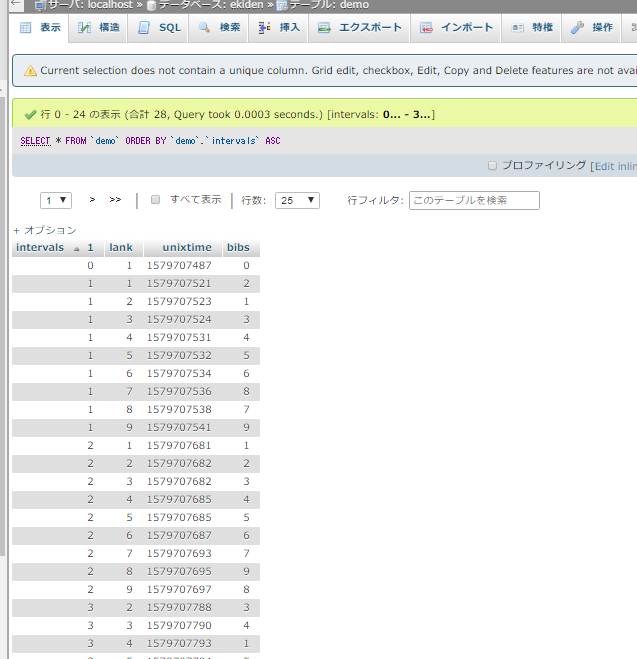 サーバ: localhost » データベース: ekiden » テーブル: demo
表示 構造 SQL 検索 挿入 エクスポート インポート 特権 操作
Current selection does not contain a unique column. Grid edit, checkbox, Edit, Copy and Delete features are not avai
行 0 - 24 の表示 (合計 28, Query took 0.0003 seconds.) [intervals: 0... - 3...]
SELECT * FROM `demo` ORDER BY `demo`.`intervals` ASC
プロファイリング [Edit inlin
1 > >> すべて表示 行数: 25 行フィルタ: このテーブルを検索
+ オプション
intervals 1 lank unixtime bibs
0 1 1579707487 0
1 1 1579707521 2
1 2 1579707523 1
1 3 1579707524 3
1 4 1579707531 4
1 5 1579707532 5
1 6 1579707534 6
1 7 1579707536 8
1 8 1579707538 7
1 9 1579707541 9
2 1 1579707681 1
2 2 1579707682 2
2 3 1579707682 3
2 4 1579707685 4
2 5 1579707685 5
2 6 1579707687 6
2 7 1579707693 7
2 8 1579707695 9
2 9 1579707697 8
3 2 1579707788 3
3 3 1579707790 4
3 4 1579707793 1